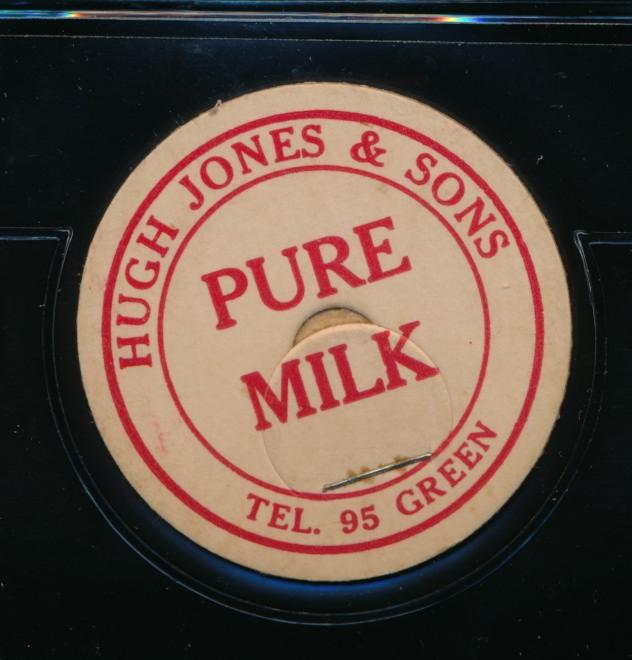 HUGH JONES & SONS
PURE
MILK
TEL. 95 GREEN